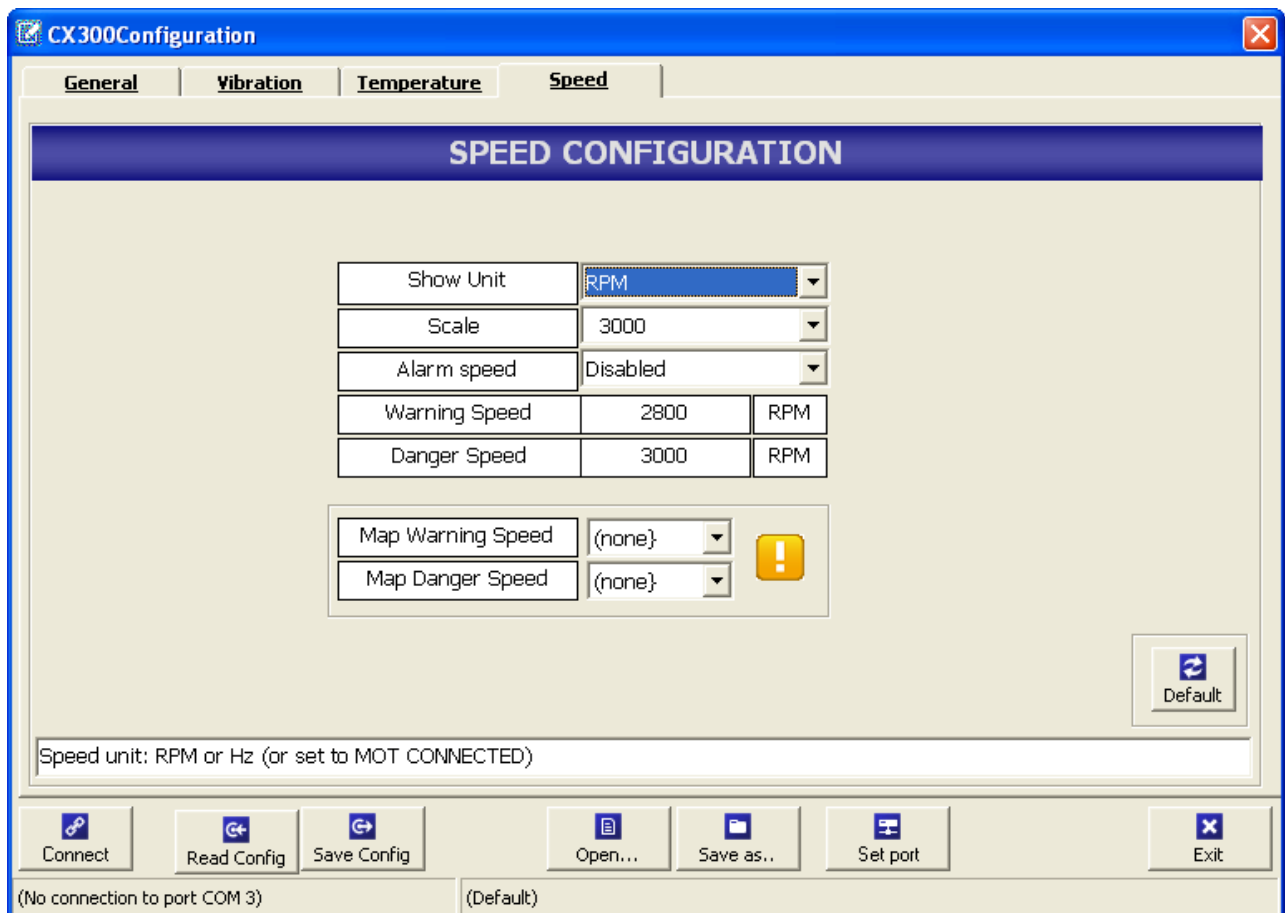 CX300Configuration
General Vibration Temperature Speed
SPEED CONFIGURATION
Show Unit RPM
Scale 3000
Alarm speed Disabled
Warning Speed 2800 RPM
Danger Speed 3000 RPM
Map Warning Speed (none}
Map Danger Speed (none}
Default
Speed unit: RPM or Hz (or set to MOT CONNECTED)
Connect Read Config Save Config Open... Save as.. Set port Exit
(No connection to port COM 3) (Default)